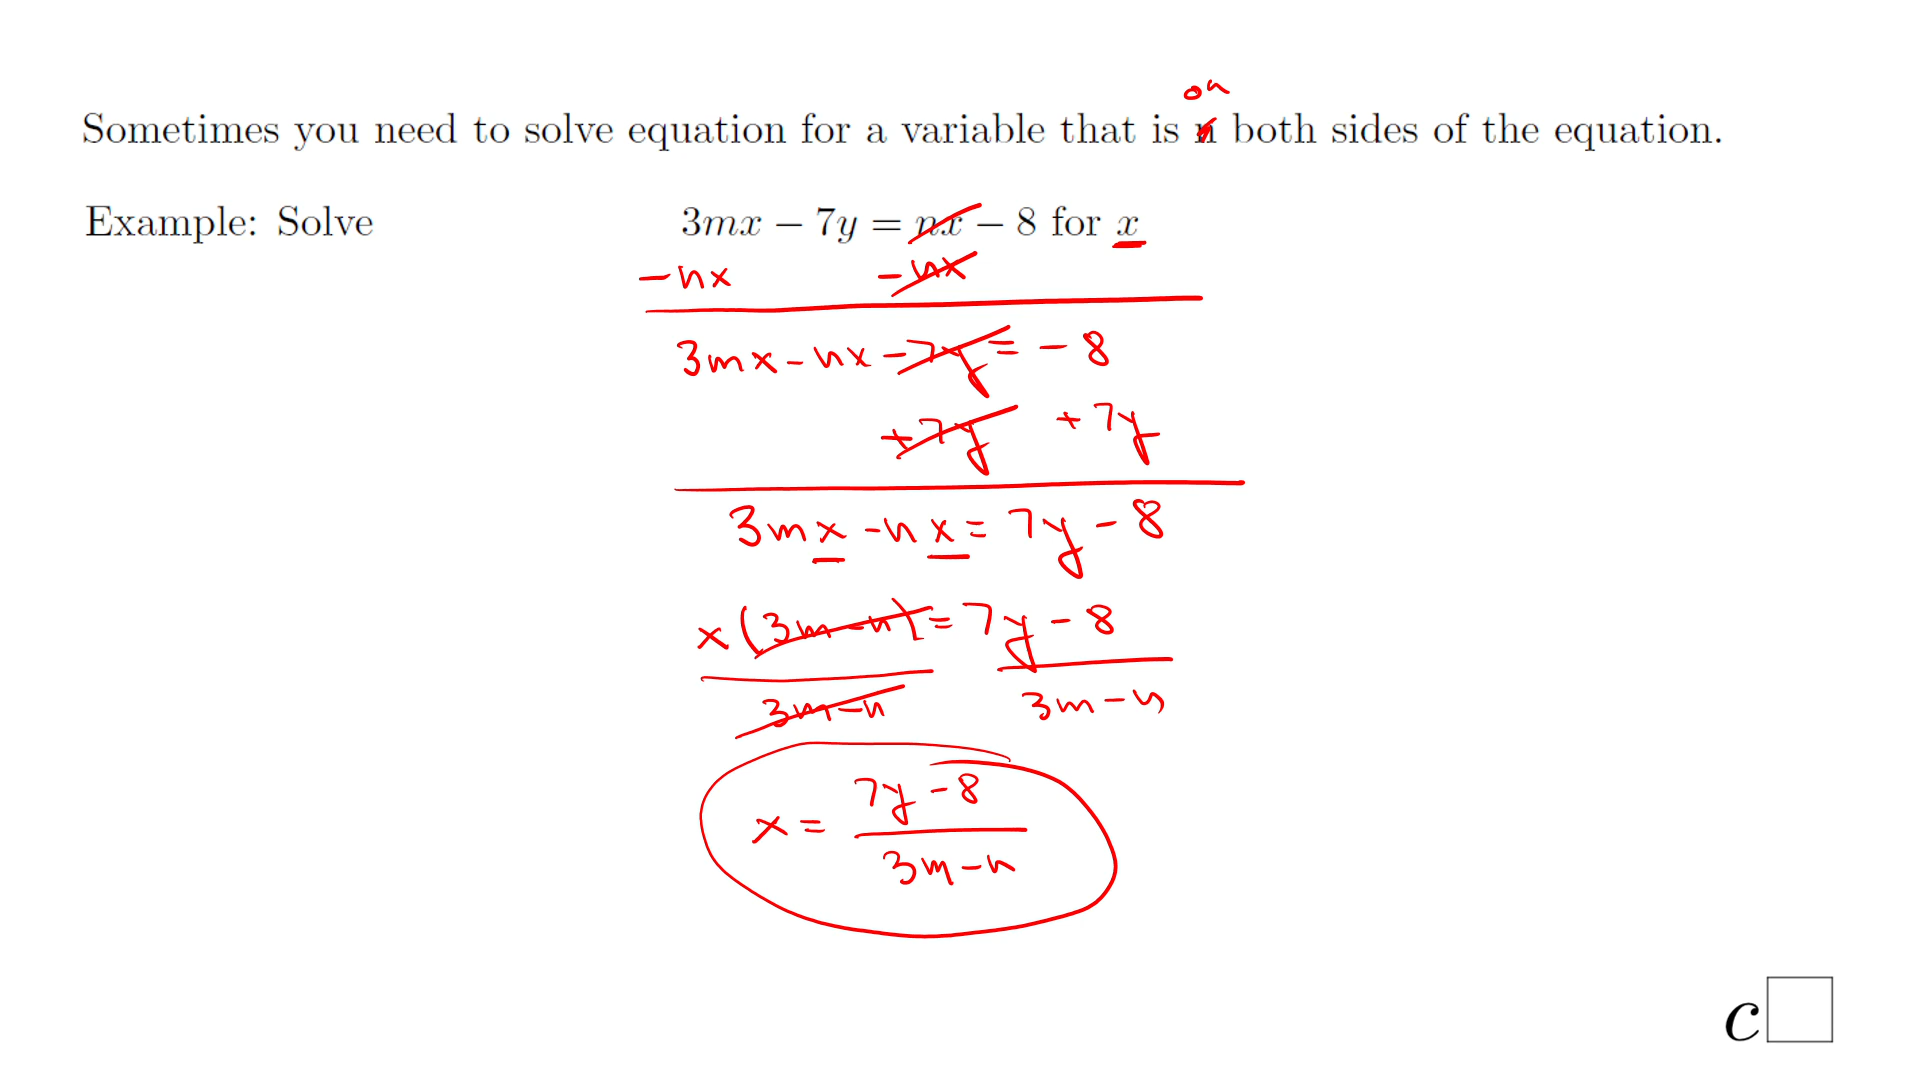 on
Sometimes you need to solve equation for a variable that is n both sides of the equation.
Example: Solve 3mx − 7y = nx − 8 for x
−nx −nx
3mx − nx − 7y = − 8
+7y +7y
3mx − nx = 7y − 8
x(3m − n) = 7y − 8
3m − n 3m − n
x = 7y − 8
3m − n
c